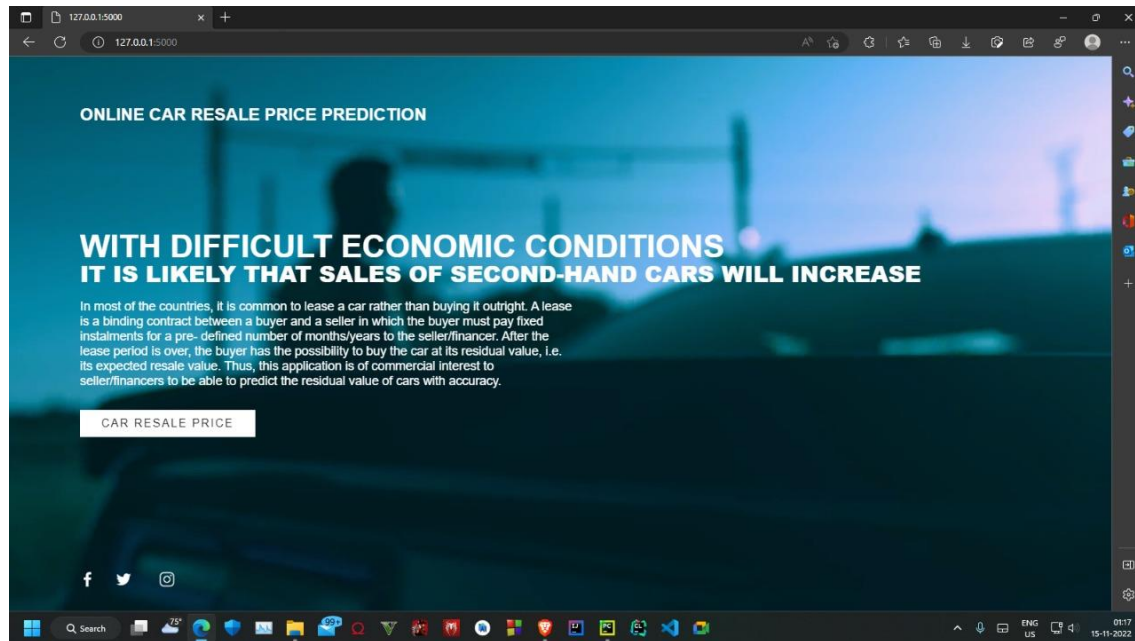 127.0.0.1:5000
127.0.0.1:5000
ONLINE CAR RESALE PRICE PREDICTION
WITH DIFFICULT ECONOMIC CONDITIONS
IT IS LIKELY THAT SALES OF SECOND-HAND CARS WILL INCREASE
In most of the countries, it is common to lease a car rather than buying it outright. A lease
is a binding contract between a buyer and a seller in which the buyer must pay fixed
instalments for a pre- defined number of months/years to the seller/financer. After the
lease period is over, the buyer has the possibility to buy the car at its residual value, i.e.
its expected resale value. Thus, this application is of commercial interest to
seller/financers to be able to predict the residual value of cars with accuracy.
CAR RESALE PRICE
Search
75°
99+
ENG
US
01:17
15-11-2022